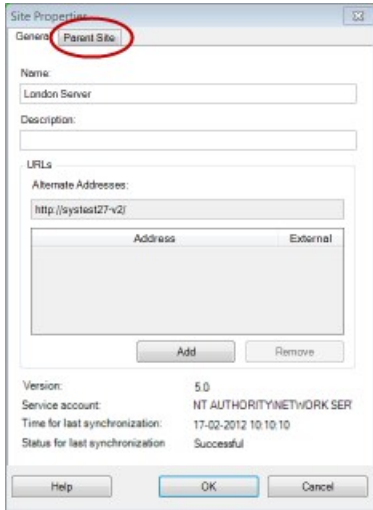 Site Properties
General Parent Site
Name:
London Server
Description:
URLs
Alternate Addresses:
http://systest27-v2/
Address External
Add Remove
Version: 5.0
Service account: NT AUTHORITY\NETWORK SER
Time for last synchronization: 17-02-2012 10:10:10
Status for last synchronization Successful
Help OK Cancel